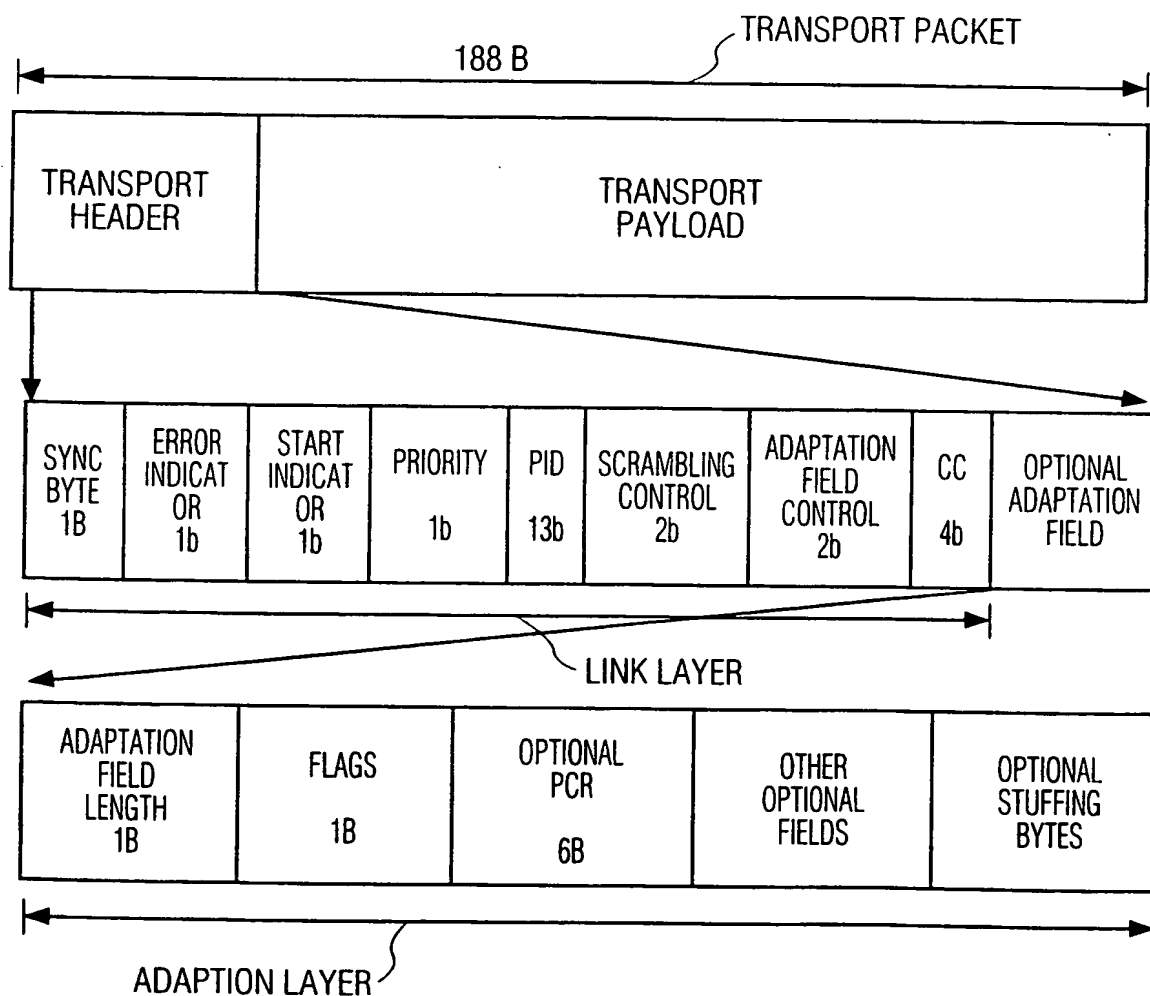 TRANSPORT PACKET
188 B
TRANSPORT
HEADER
TRANSPORT
PAYLOAD
SYNC
BYTE
1B
ERROR
INDICAT
OR
1b
START
INDICAT
OR
1b
PRIORITY
1b
PID
13b
SCRAMBLING
CONTROL
2b
ADAPTATION
FIELD
CONTROL
2b
CC
4b
OPTIONAL
ADAPTATION
FIELD
LINK LAYER
ADAPTATION
FIELD
LENGTH
1B
FLAGS
1B
OPTIONAL
PCR
6B
OTHER
OPTIONAL
FIELDS
OPTIONAL
STUFFING
BYTES
ADAPTION LAYER